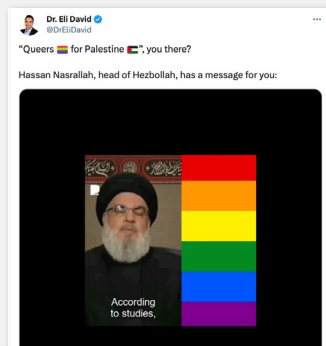 Dr. Eli David
@DrEliDavid
"Queers 🏳️‍🌈 for Palestine 🇵🇸", you there?
Hassan Nasrallah, head of Hezbollah, has a message for you:
According
to studies,